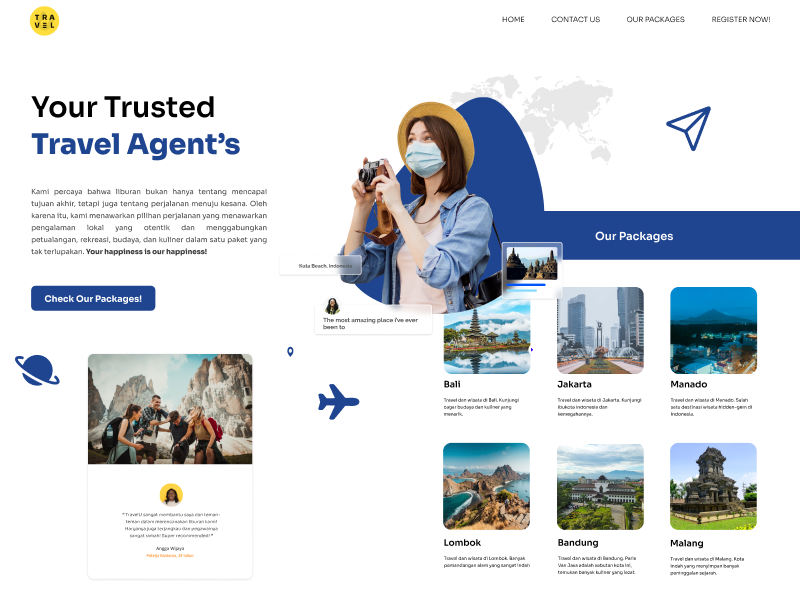 TRA
VEL
HOME
CONTACT US
OUR PACKAGES
REGISTER NOW!
Your Trusted
Travel Agent's
Kami percaya bahwa liburan bukan hanya tentang mencapai
tujuan akhir, tetapi juga tentang perjalanan menuju kesana. Oleh
karena itu, kami menawarkan pilihan perjalanan yang menawarkan
pengalaman lokal yang otentik dan menggabungkan
petualangan, rekreasi, budaya, dan kuliner dalam satu paket yang
tak terlupakan. Your happiness is our happiness!
Check Our Packages!
Kuta Beach, Indonesia
The most amazing place I've ever
been to
"TravelU sangat membantu saya dan teman-
teman dalam merencanakan liburan kami!
Harganya juga terjangkau dan pegawainya
sangat ramah! Super recommended!"
Angga Wijaya
Our Packages
Bali
Travel dan wisata di Bali. Kunjungi
cagar budaya dan kuliner yang
menarik.
Jakarta
Travel dan wisata di Jakarta. Kunjungi
ibukota Indonesia dan
kemegahannya.
Manado
Travel dan wisata di Manado. Salah
satu destinasi wisata hidden-gem di
Indonesia.
Lombok
Travel dan wisata di Lombok. Banyak
pemandangan alam yang sangat indah
Bandung
Travel dan wisata di Bandung. Paris
Van Java adalah sebutan kota ini,
temukan banyak kuliner yang lezat.
Malang
Travel dan wisata di Malang. Kota
indah yang menyimpan banyak
peninggalan sejarah.